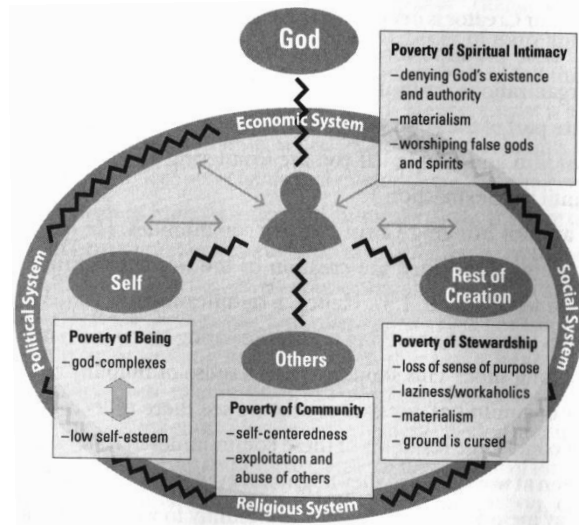 God
Poverty of Spiritual Intimacy
–denying God's existence
and authority
–materialism
–worshiping false gods
and spirits
Economic System
Political System
Social System
Self
Rest of
Creation
Others
Poverty of Being
–god-complexes
–low self-esteem
Poverty of Community
–self-centeredness
–exploitation and
abuse of others
Poverty of Stewardship
–loss of sense of purpose
–laziness/workaholics
–materialism
–ground is cursed
Religious System